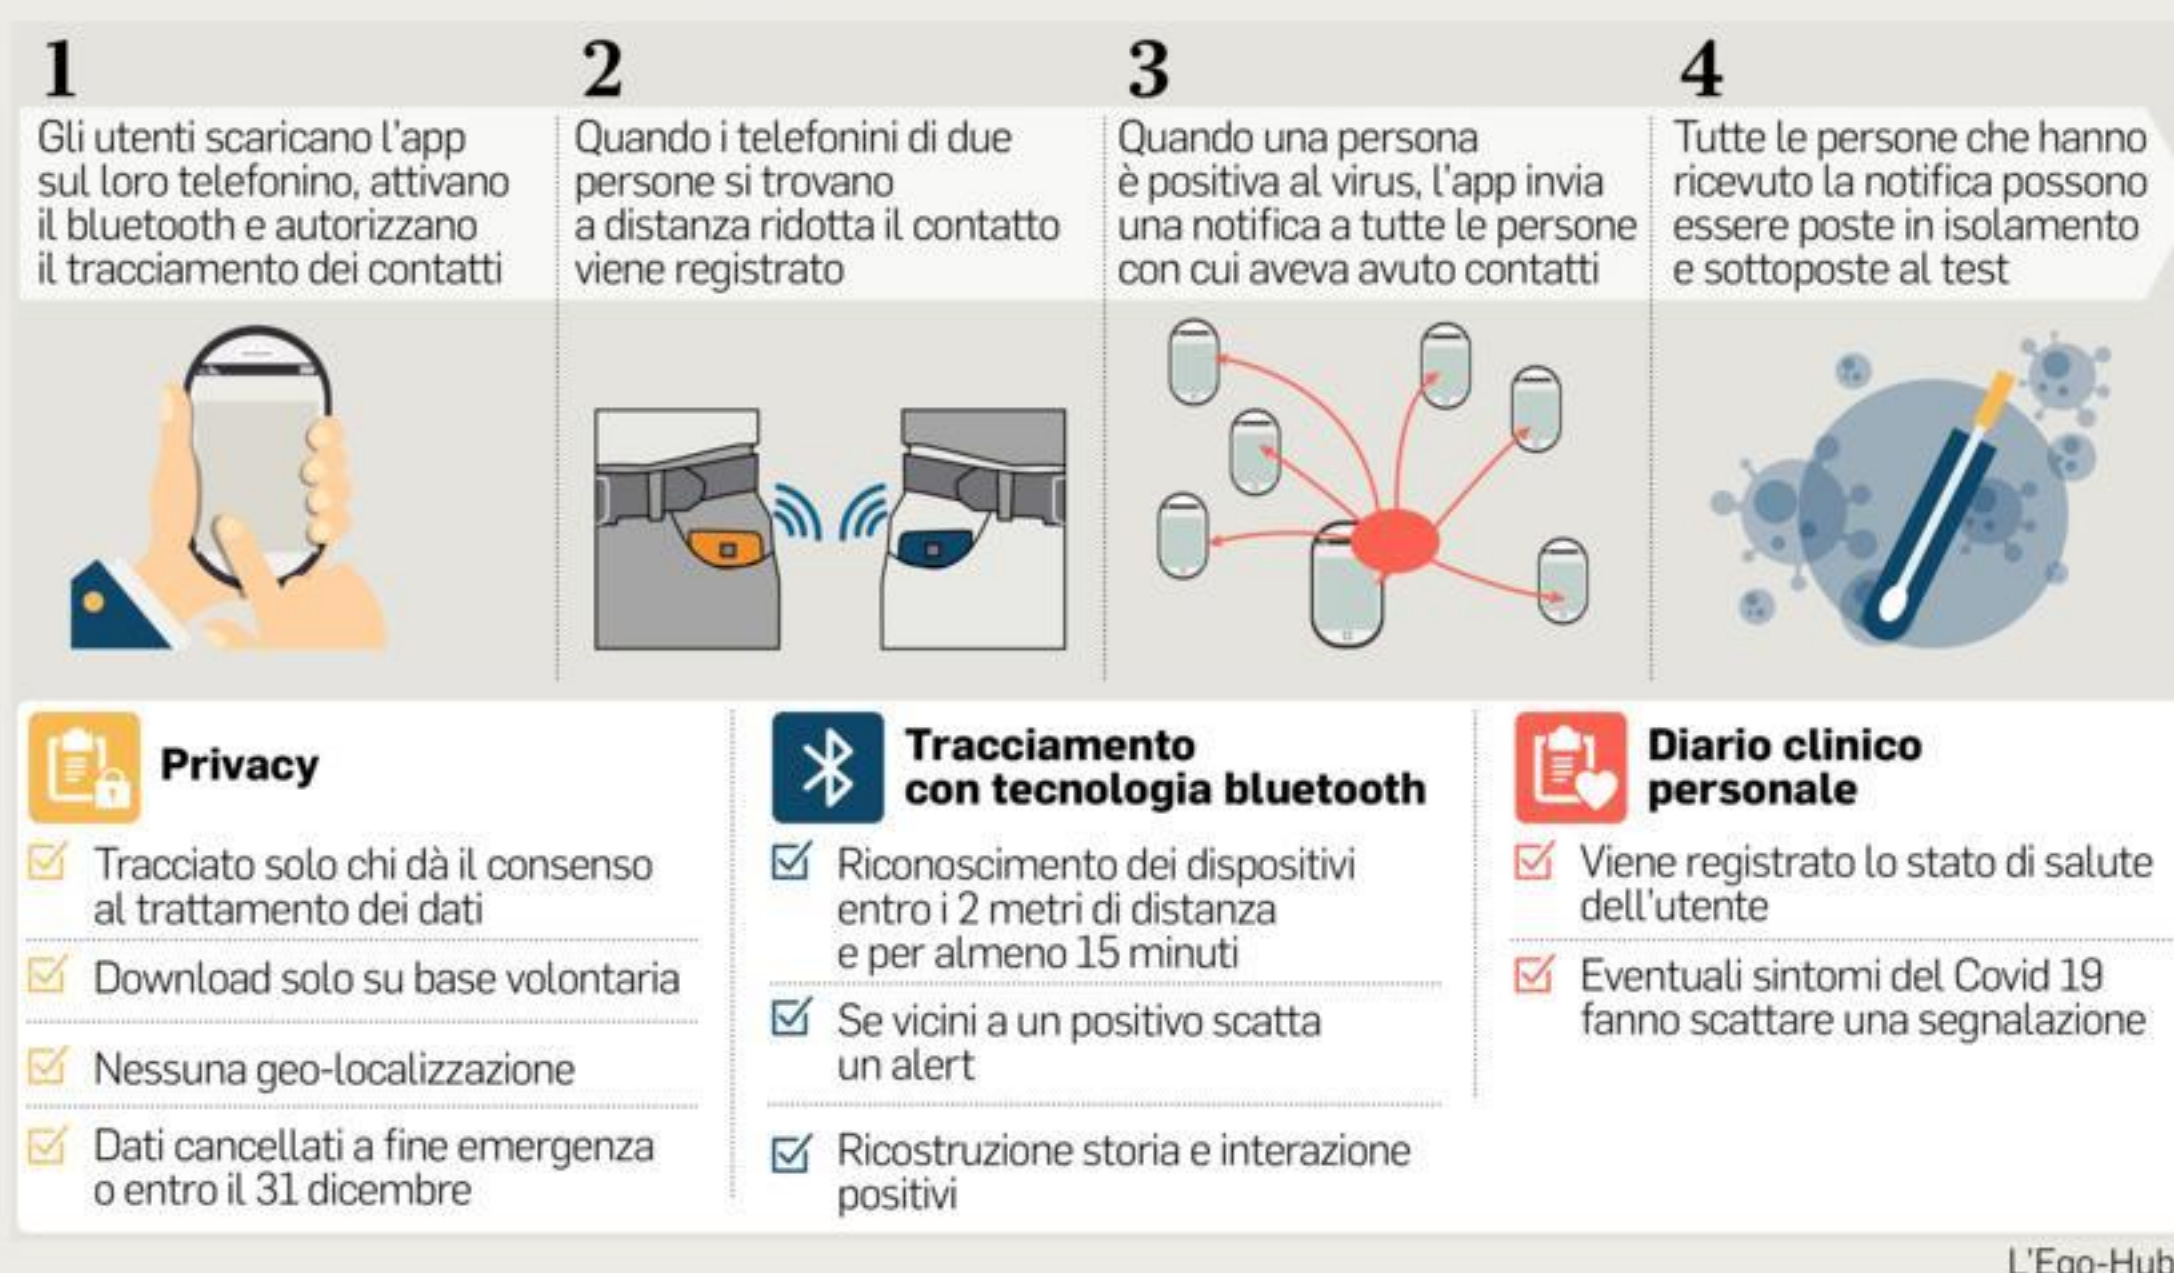 1
Gli utenti scaricano l'app
sul loro telefonino, attivano
il bluetooth e autorizzano
il tracciamento dei contatti
2
Quando i telefonini di due
persone si trovano
a distanza ridotta il contatto
viene registrato
3
Quando una persona
è positiva al virus, l'app invia
una notifica a tutte le persone
con cui aveva avuto contatti
4
Tutte le persone che hanno
ricevuto la notifica possono
essere poste in isolamento
e sottoposte al test
Privacy
Tracciato solo chi dà il consenso
al trattamento dei dati
Download solo su base volontaria
Nessuna geo-localizzazione
Dati cancellati a fine emergenza
o entro il 31 dicembre
Tracciamento
con tecnologia bluetooth
Riconoscimento dei dispositivi
entro i 2 metri di distanza
e per almeno 15 minuti
Se vicini a un positivo scatta
un alert
Ricostruzione storia e interazione
positivi
Diario clinico
personale
Viene registrato lo stato di salute
dell'utente
Eventuali sintomi del Covid 19
fanno scattare una segnalazione
L'Ego-Hub